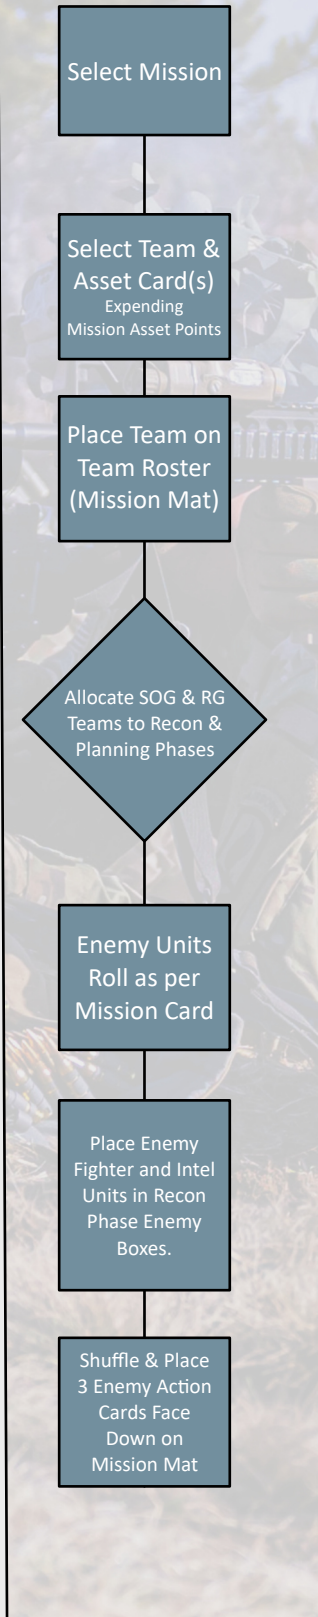 Select Mission
Select Team &
Asset Card(s)
Expending
Mission Asset Points
Place Team on
Team Roster
(Mission Mat)
Allocate SOG & RG
Teams to Recon &
Planning Phases
Enemy Units
Roll as per
Mission Card
Place Enemy
Fighter and Intel
Units in Recon
Phase Enemy
Boxes.
Shuffle & Place
3 Enemy Action
Cards Face
Down on
Mission Mat